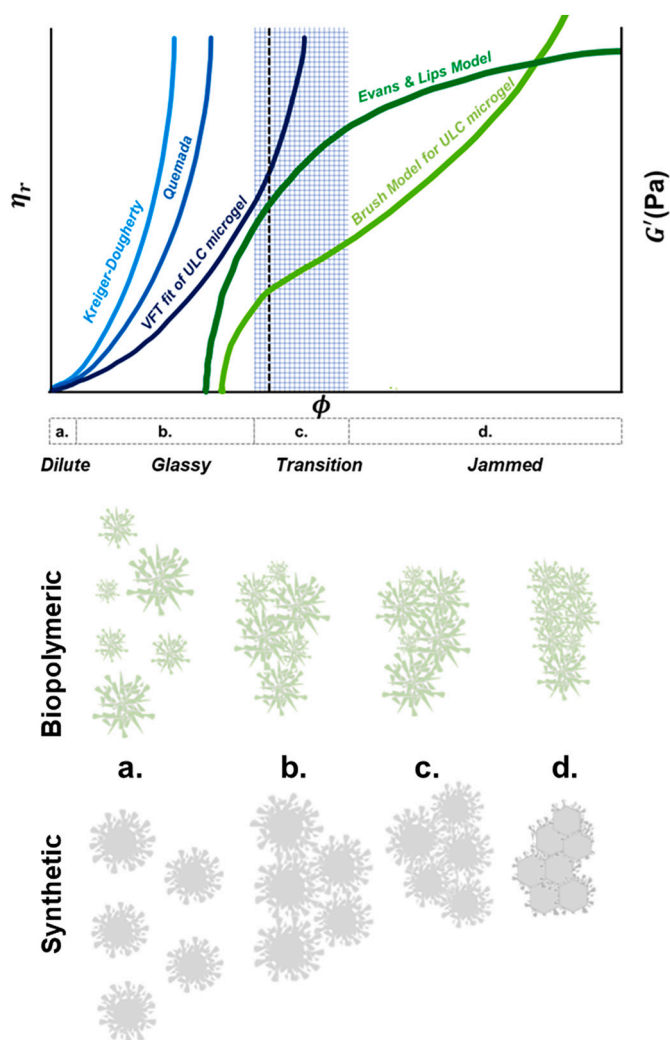 Evans & Lips Model
Kreiger-Dougherty
Quemada
VFT fit of ULC microgel
Brush Model for ULC microgel
ηr
G'(Pa)
ϕ
a. b. c. d.
Dilute Glassy Transition Jammed
Biopolymeric
a. b. c. d.
Synthetic